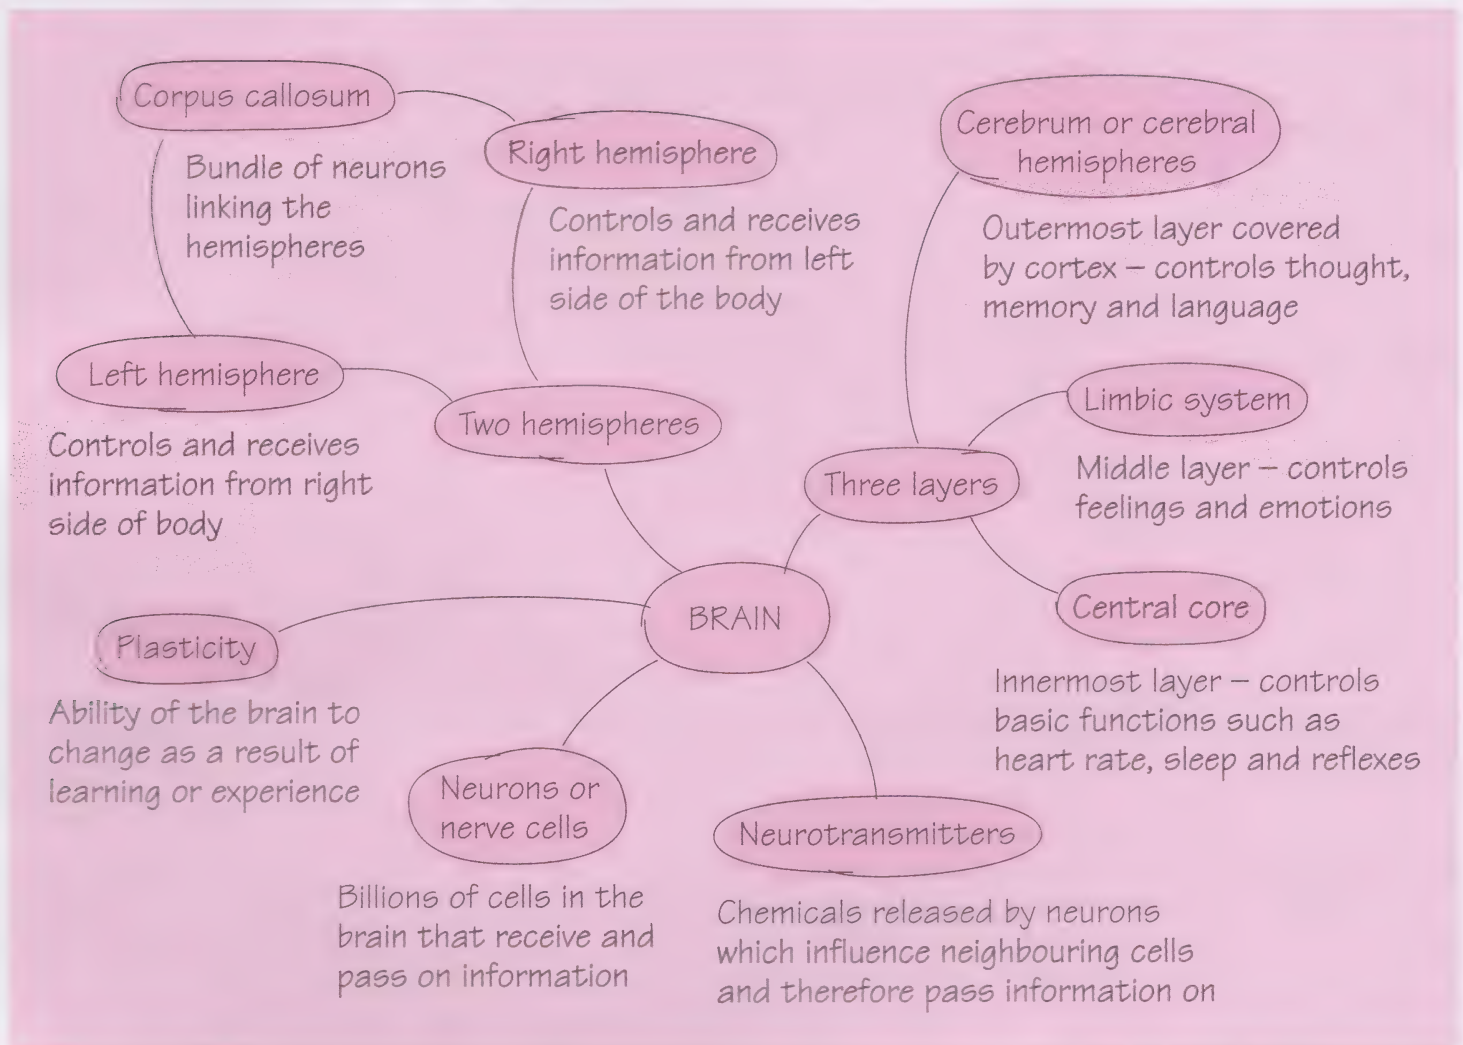 Corpus callosum
Bundle of neurons
linking the
hemispheres
Right hemisphere
Controls and receives
information from left
side of the body
Left hemisphere
Controls and receives
information from right
side of body
Two hemispheres
Cerebrum or cerebral
hemispheres
Outermost layer covered
by cortex – controls thought,
memory and language
Limbic system
Middle layer – controls
feelings and emotions
Three layers
Central core
Innermost layer – controls
basic functions such as
heart rate, sleep and reflexes
BRAIN
Plasticity
Ability of the brain to
change as a result of
learning or experience
Neurons or
nerve cells
Billions of cells in the
brain that receive and
pass on information
Neurotransmitters
Chemicals released by neurons
which influence neighbouring cells
and therefore pass information on